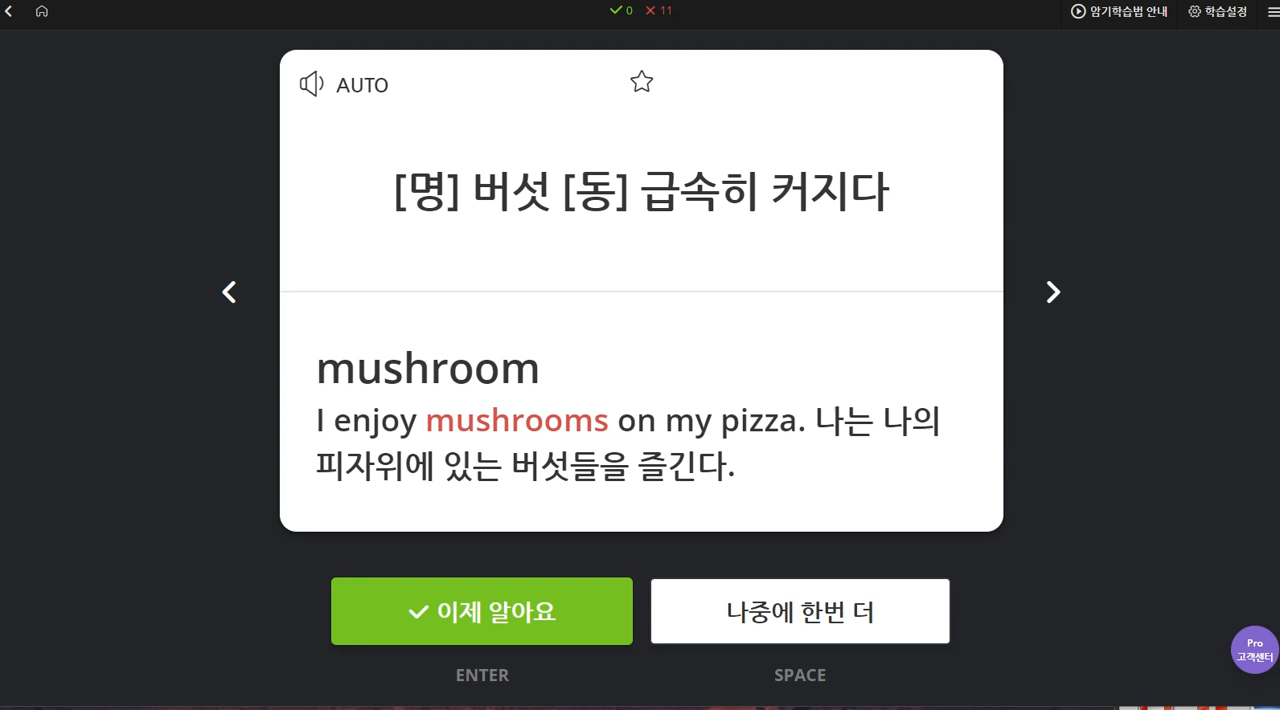 0 11 암기학습법 안내 학습설정
AUTO
[명] 버섯 [동] 급속히 커지다
mushroom
I enjoy mushrooms on my pizza. 나는 나의
피자위에 있는 버섯들을 즐긴다.
이제 알아요 나중에 한번 더
ENTER SPACE
Pro
고객센터